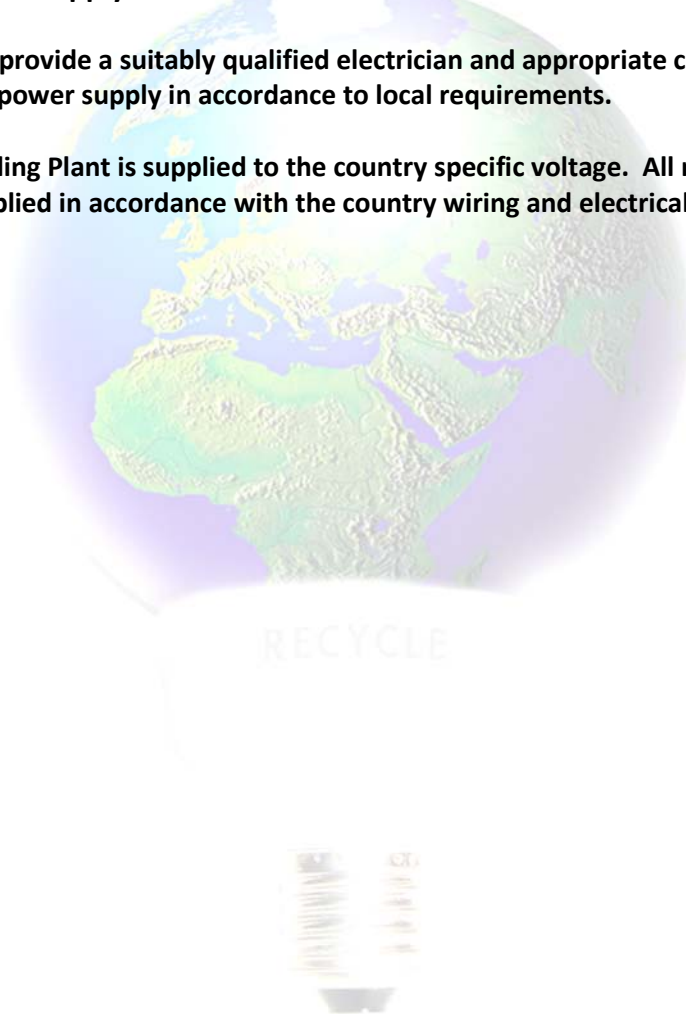 provide a suitably qualified electrician and appropriate
power supply in accordance to local requirements.
ling Plant is supplied to the country specific voltage.  All
plied in accordance with the country wiring and electrical
RECYCLE